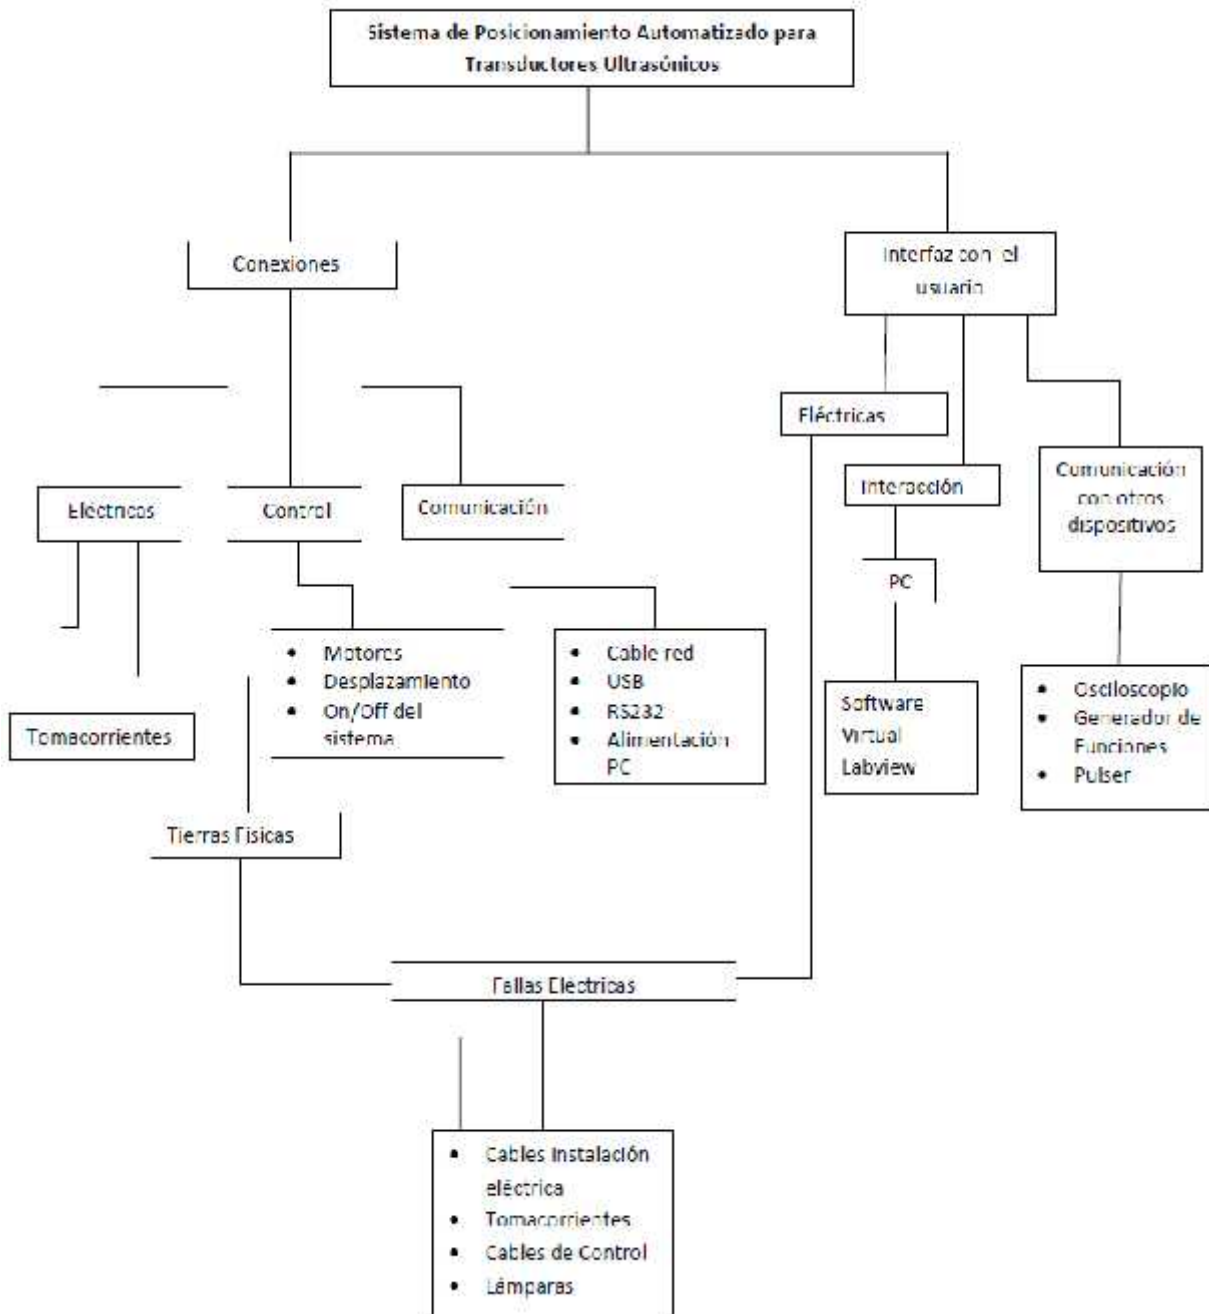 Sistema de Posicionamiento Automatizado para
Transductores Ultrasónicos
Conexiones
Interfaz con el
usuario
Eléctricas
Control
Comunicación
Eléctricas
Interacción
Comunicación
con otros
dispositivos
PC
Tomacorrientes
• Motores
• Desplazamiento
• On/Off del
sistema
• Cable red
• USB
• RS232
• Alimentación
PC
Software
Virtual
Labview
• Osciloscopio
• Generador de
Funciones
• Pulser
Tierras Fisicas
Fallas Electricas
• Cables Instalación
eléctrica
• Tomacorrientes
• Cables de Control
• Lámparas